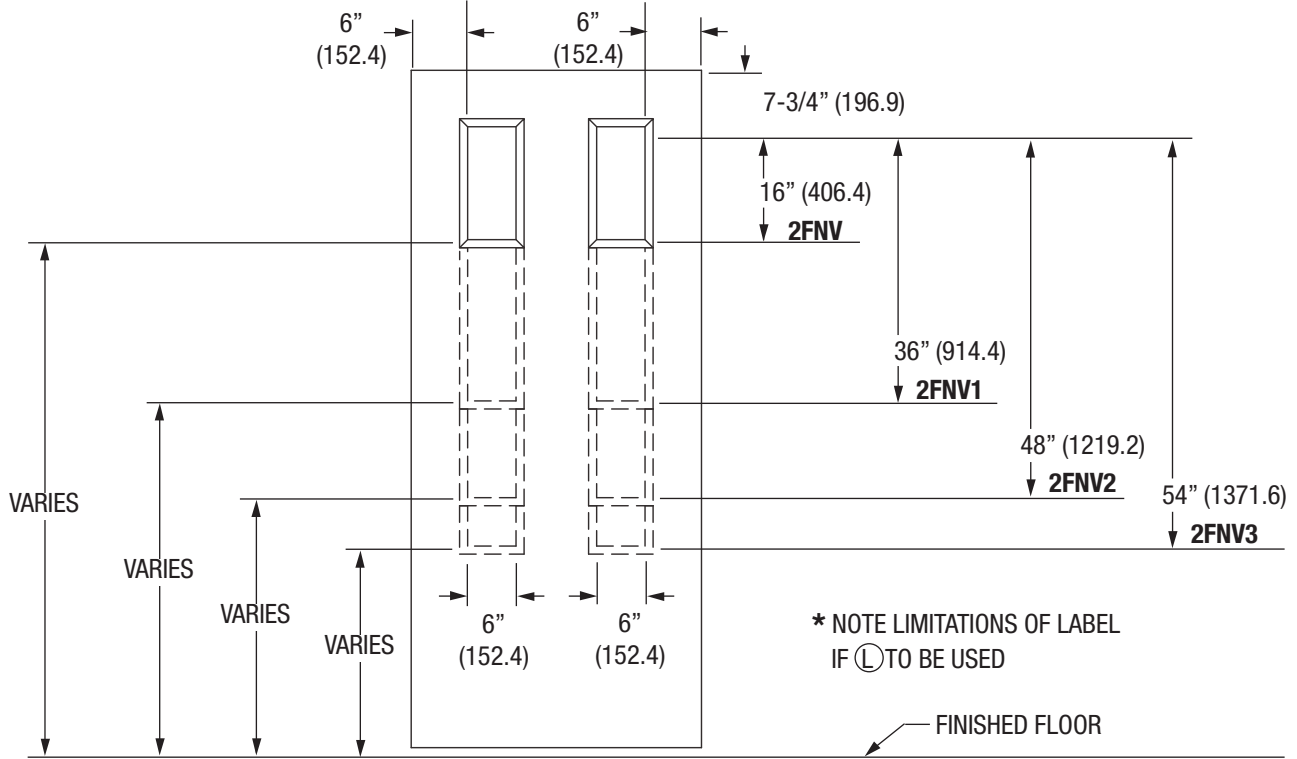 6”
(152.4)
6”
(152.4)
7-3/4” (196.9)
16” (406.4)
2FNV
36” (914.4)
2FNV1
48” (1219.2)
2FNV2
54” (1371.6)
2FNV3
VARIES
VARIES
VARIES
VARIES
6”
(152.4)
6”
(152.4)
* NOTE LIMITATIONS OF LABEL
IF Ⓛ TO BE USED
FINISHED FLOOR